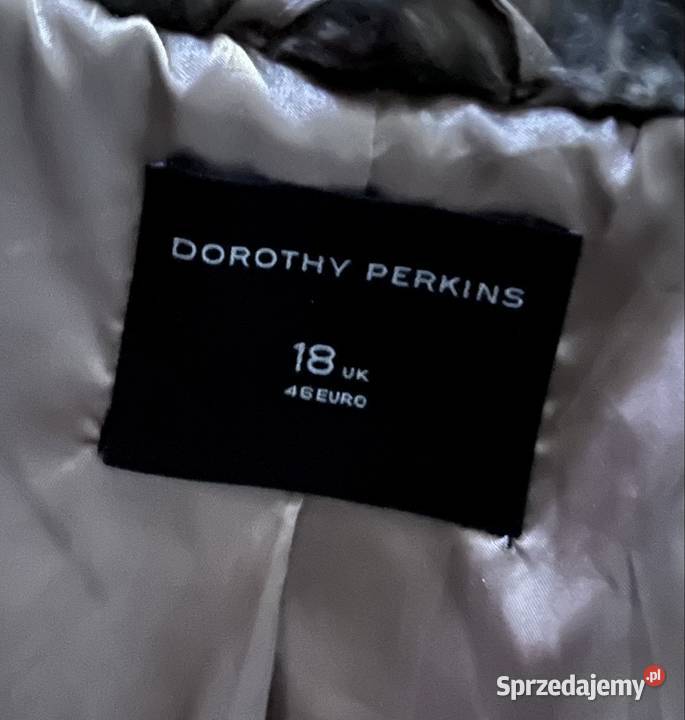 DOROTHY PERKINS
18 UK
46 EURO
Sprzedajemy.pl